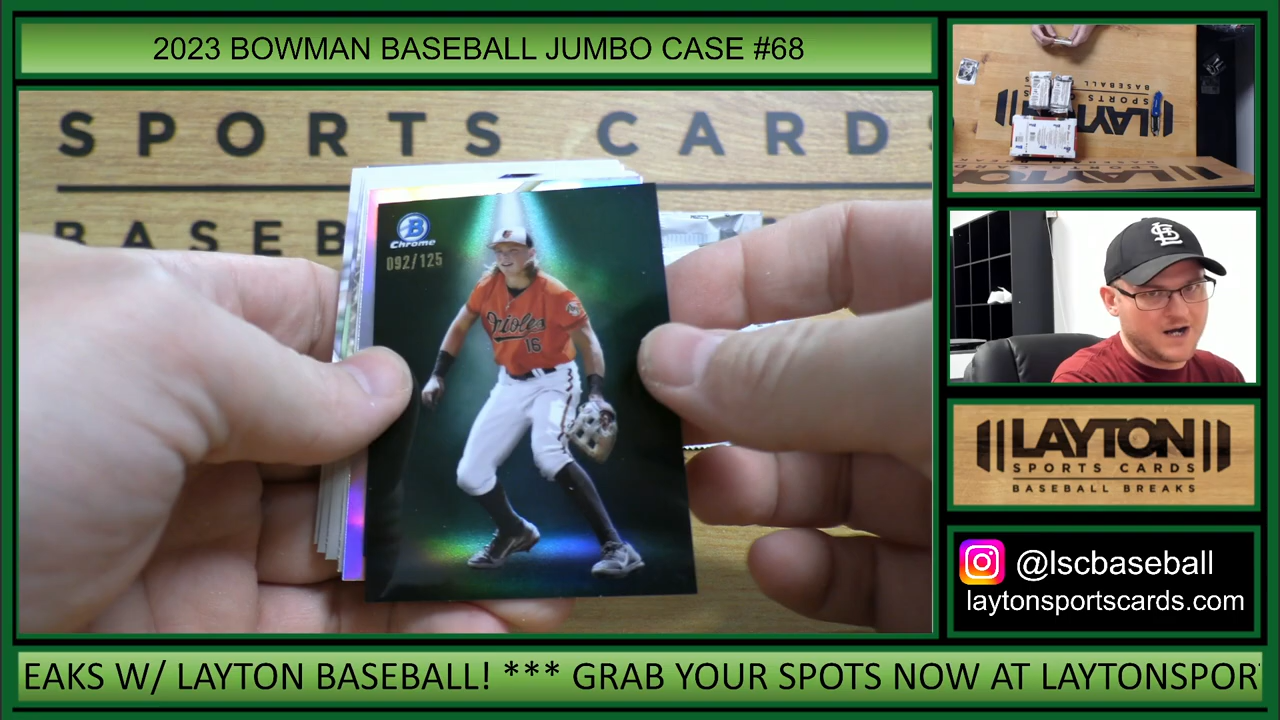 2023 BOWMAN BASEBALL JUMBO CASE #68
SPORTS CARDS
BASEB
B
Chrome
092/125
Orioles
16
BASEBALL
SPORTS
LAYTON
LAYTON
SPORTS CARDS
BASEBALL BREAKS
@lscbaseball
laytonsportscards.com
EAKS W/ LAYTON BASEBALL! *** GRAB YOUR SPOTS NOW AT LAYTONSPOR